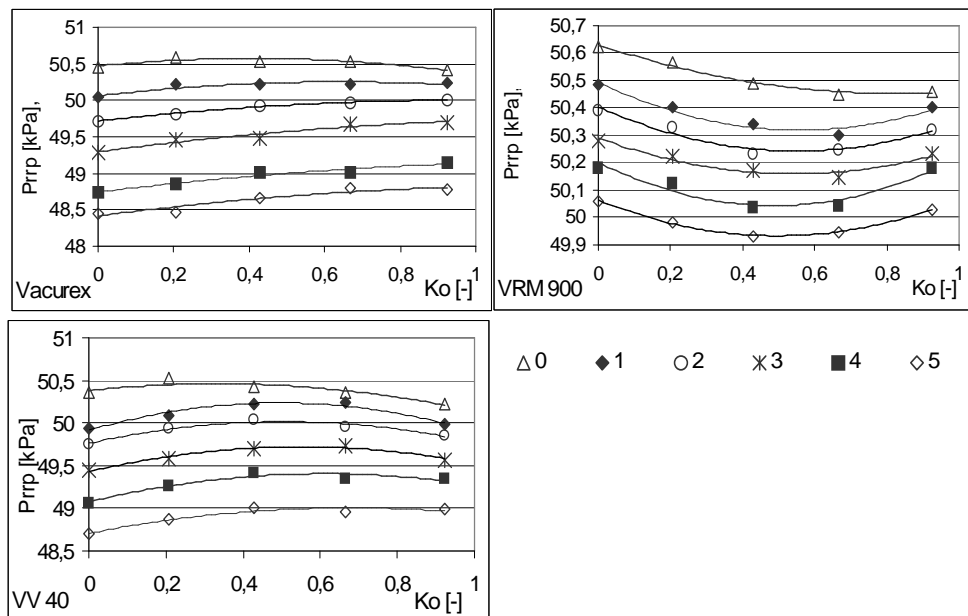 51
50,5
50
49,5
49
48,5
48
Prrp [kPa],
0 0,2 0,4 0,6 0,8 1
Vacurex
Ko [-]
50,7
50,6
50,5
50,4
50,3
50,2
50,1
50
49,9
Prrp [kPa],
0 0,2 0,4 0,6 0,8 1
VRM 900
Ko [-]
51
50,5
50
49,5
49
48,5
Prrp [kPa]
0 0,2 0,4 0,6 0,8 1
VV 40
Ko [-]
0 1 2 3 4 5